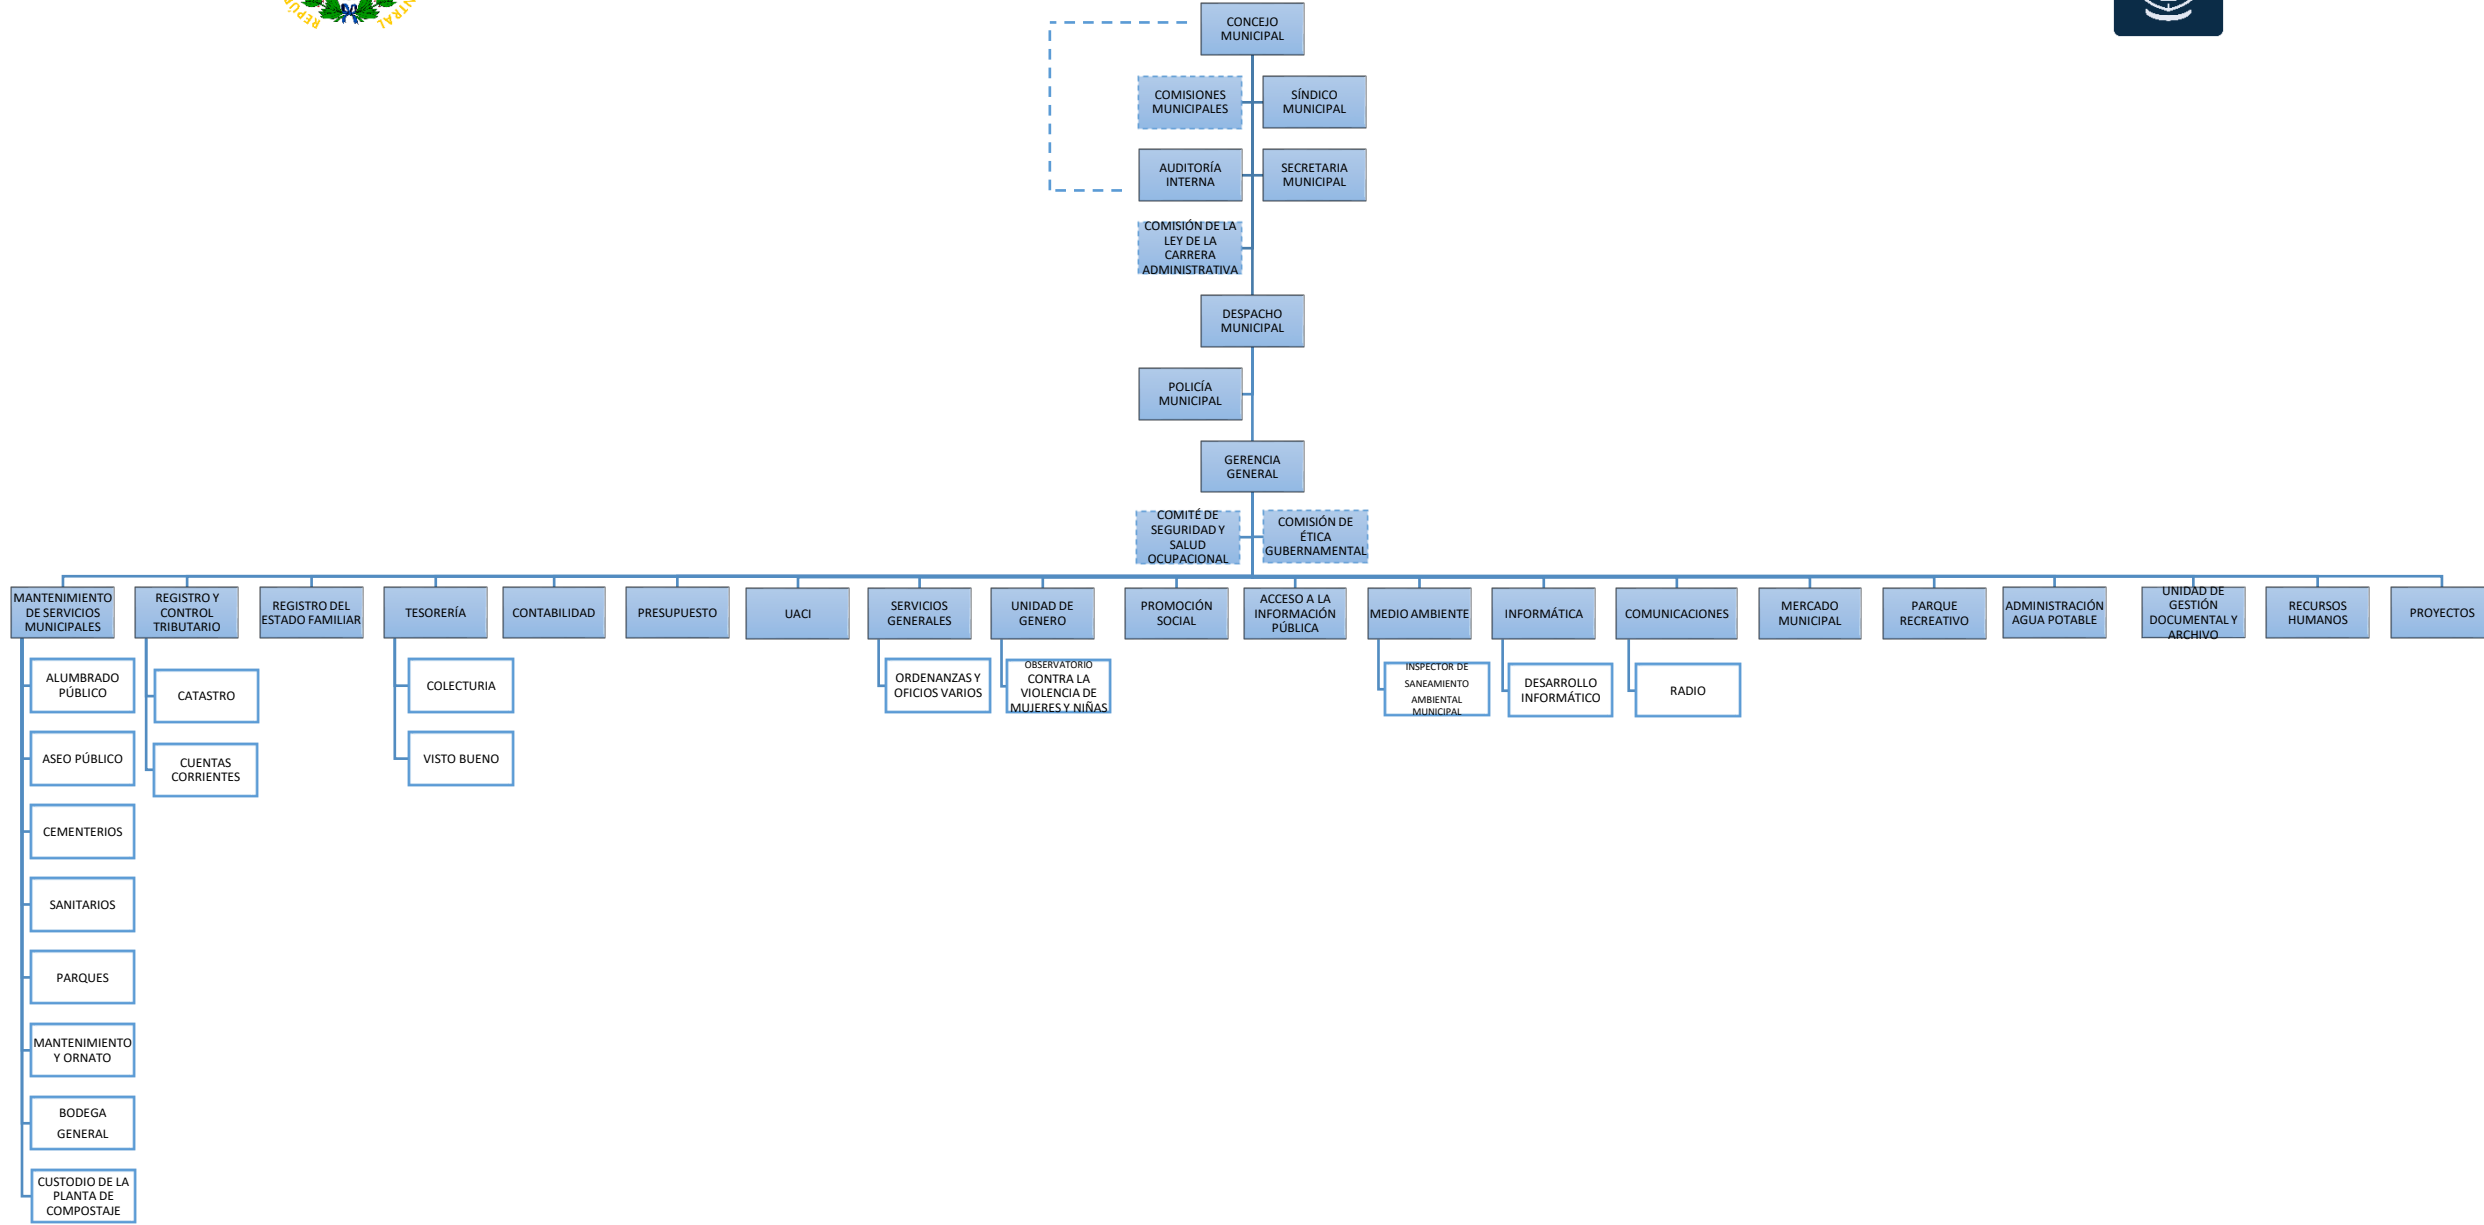 REPÚB
NTRAL
CONCEJO
MUNICIPAL
COMISIONES
MUNICIPALES
SÍNDICO
MUNICIPAL
AUDITORÍA
INTERNA
SECRETARIA
MUNICIPAL
COMISIÓN DE LA
LEY DE LA
CARRERA
ADMINISTRATIVA
DESPACHO
MUNICIPAL
POLICÍA
MUNICIPAL
GERENCIA
GENERAL
COMITÉ DE
SEGURIDAD Y
SALUD
OCUPACIONAL
COMISIÓN DE
ÉTICA
GUBERNAMENTAL
MANTENIMIENTO
DE SERVICIOS
MUNICIPALES
REGISTRO Y
CONTROL
TRIBUTARIO
REGISTRO DEL
ESTADO FAMILIAR
TESORERÍA
CONTABILIDAD
PRESUPUESTO
UACI
SERVICIOS
GENERALES
UNIDAD DE
GENERO
PROMOCIÓN
SOCIAL
ACCESO A LA
INFORMACIÓN
PÚBLICA
MEDIO AMBIENTE
INFORMÁTICA
COMUNICACIONES
MERCADO
MUNICIPAL
PARQUE
RECREATIVO
ADMINISTRACIÓN
AGUA POTABLE
UNIDAD DE
GESTIÓN
DOCUMENTAL Y
ARCHIVO
RECURSOS
HUMANOS
PROYECTOS
ALUMBRADO
PÚBLICO
ASEO PÚBLICO
CEMENTERIOS
SANITARIOS
PARQUES
MANTENIMIENTO
Y ORNATO
BODEGA
GENERAL
CUSTODIO DE LA
PLANTA DE
COMPOSTAJE
CATASTRO
CUENTAS
CORRIENTES
COLECTURIA
VISTO BUENO
ORDENANZAS Y
OFICIOS VARIOS
OBSERVATORIO
CONTRA LA
VIOLENCIA DE
MUJERES Y NIÑAS
INSPECTOR DE
SANEAMIENTO
AMBIENTAL
MUNICIPAL
DESARROLLO
INFORMÁTICO
RADIO